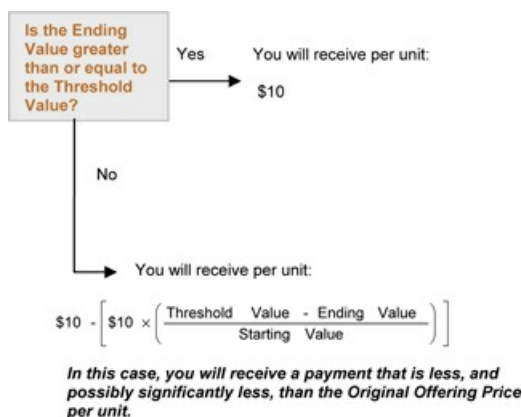 Is the Ending
Value greater
than or equal to
the Threshold
Value?
Yes
You will receive per unit:
$10
No
You will receive per unit:
$10 - [ $10 × ( Threshold Value - Ending Value / Starting Value ) ]
In this case, you will receive a payment that is less, and
possibly significantly less, than the Original Offering Price
per unit.